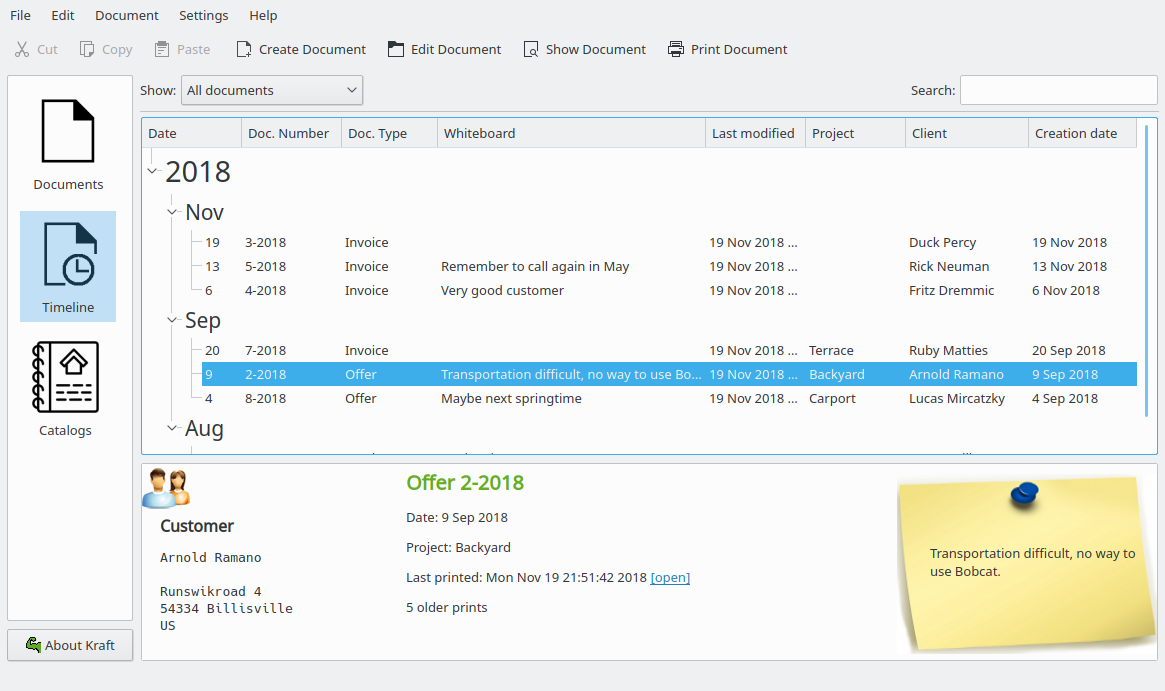 File Edit Document Settings Help
Cut Copy Paste Create Document Edit Document Show Document Print Document
Show: All documents Search:
Documents
Timeline
Catalogs
About Kraft
Date Doc. Number Doc. Type Whiteboard Last modified Project Client Creation date
2018
Nov
19 3-2018 Invoice 19 Nov 2018 ... Duck Percy 19 Nov 2018
13 5-2018 Invoice Remember to call again in May 19 Nov 2018 ... Rick Neuman 13 Nov 2018
6 4-2018 Invoice Very good customer 19 Nov 2018 ... Fritz Dremmic 6 Nov 2018
Sep
20 7-2018 Invoice 19 Nov 2018 ... Terrace Ruby Matties 20 Sep 2018
9 2-2018 Offer Transportation difficult, no way to use Bo... 19 Nov 2018 ... Backyard Arnold Ramano 9 Sep 2018
4 8-2018 Offer Maybe next springtime 19 Nov 2018 ... Carport Lucas Mircatzky 4 Sep 2018
Aug
Customer
Arnold Ramano
Runswikroad 4
54334 Billisville
US
Offer 2-2018
Date: 9 Sep 2018
Project: Backyard
Last printed: Mon Nov 19 21:51:42 2018 [open]
5 older prints
Transportation difficult, no way to
use Bobcat.